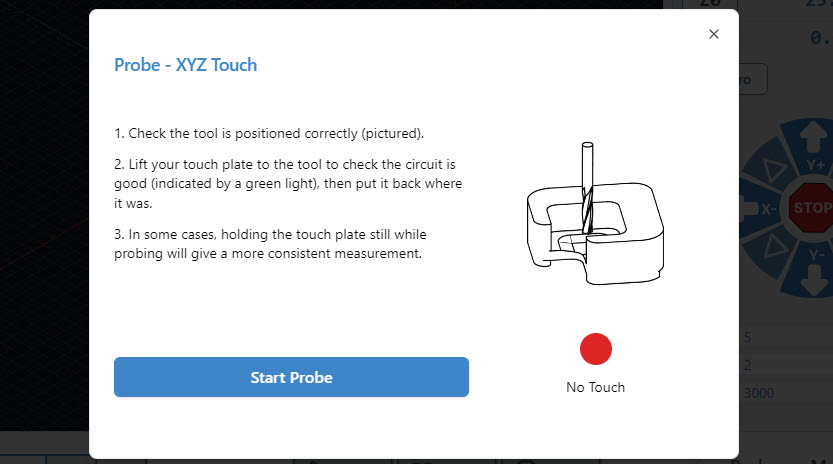 Probe - XYZ Touch
1. Check the tool is positioned correctly (pictured).
2. Lift your touch plate to the tool to check the circuit is
good (indicated by a green light), then put it back where
it was.
3. In some cases, holding the touch plate still while
probing will give a more consistent measurement.
Start Probe
No Touch
Y+
X-
STOP
Y-
5
2
3000